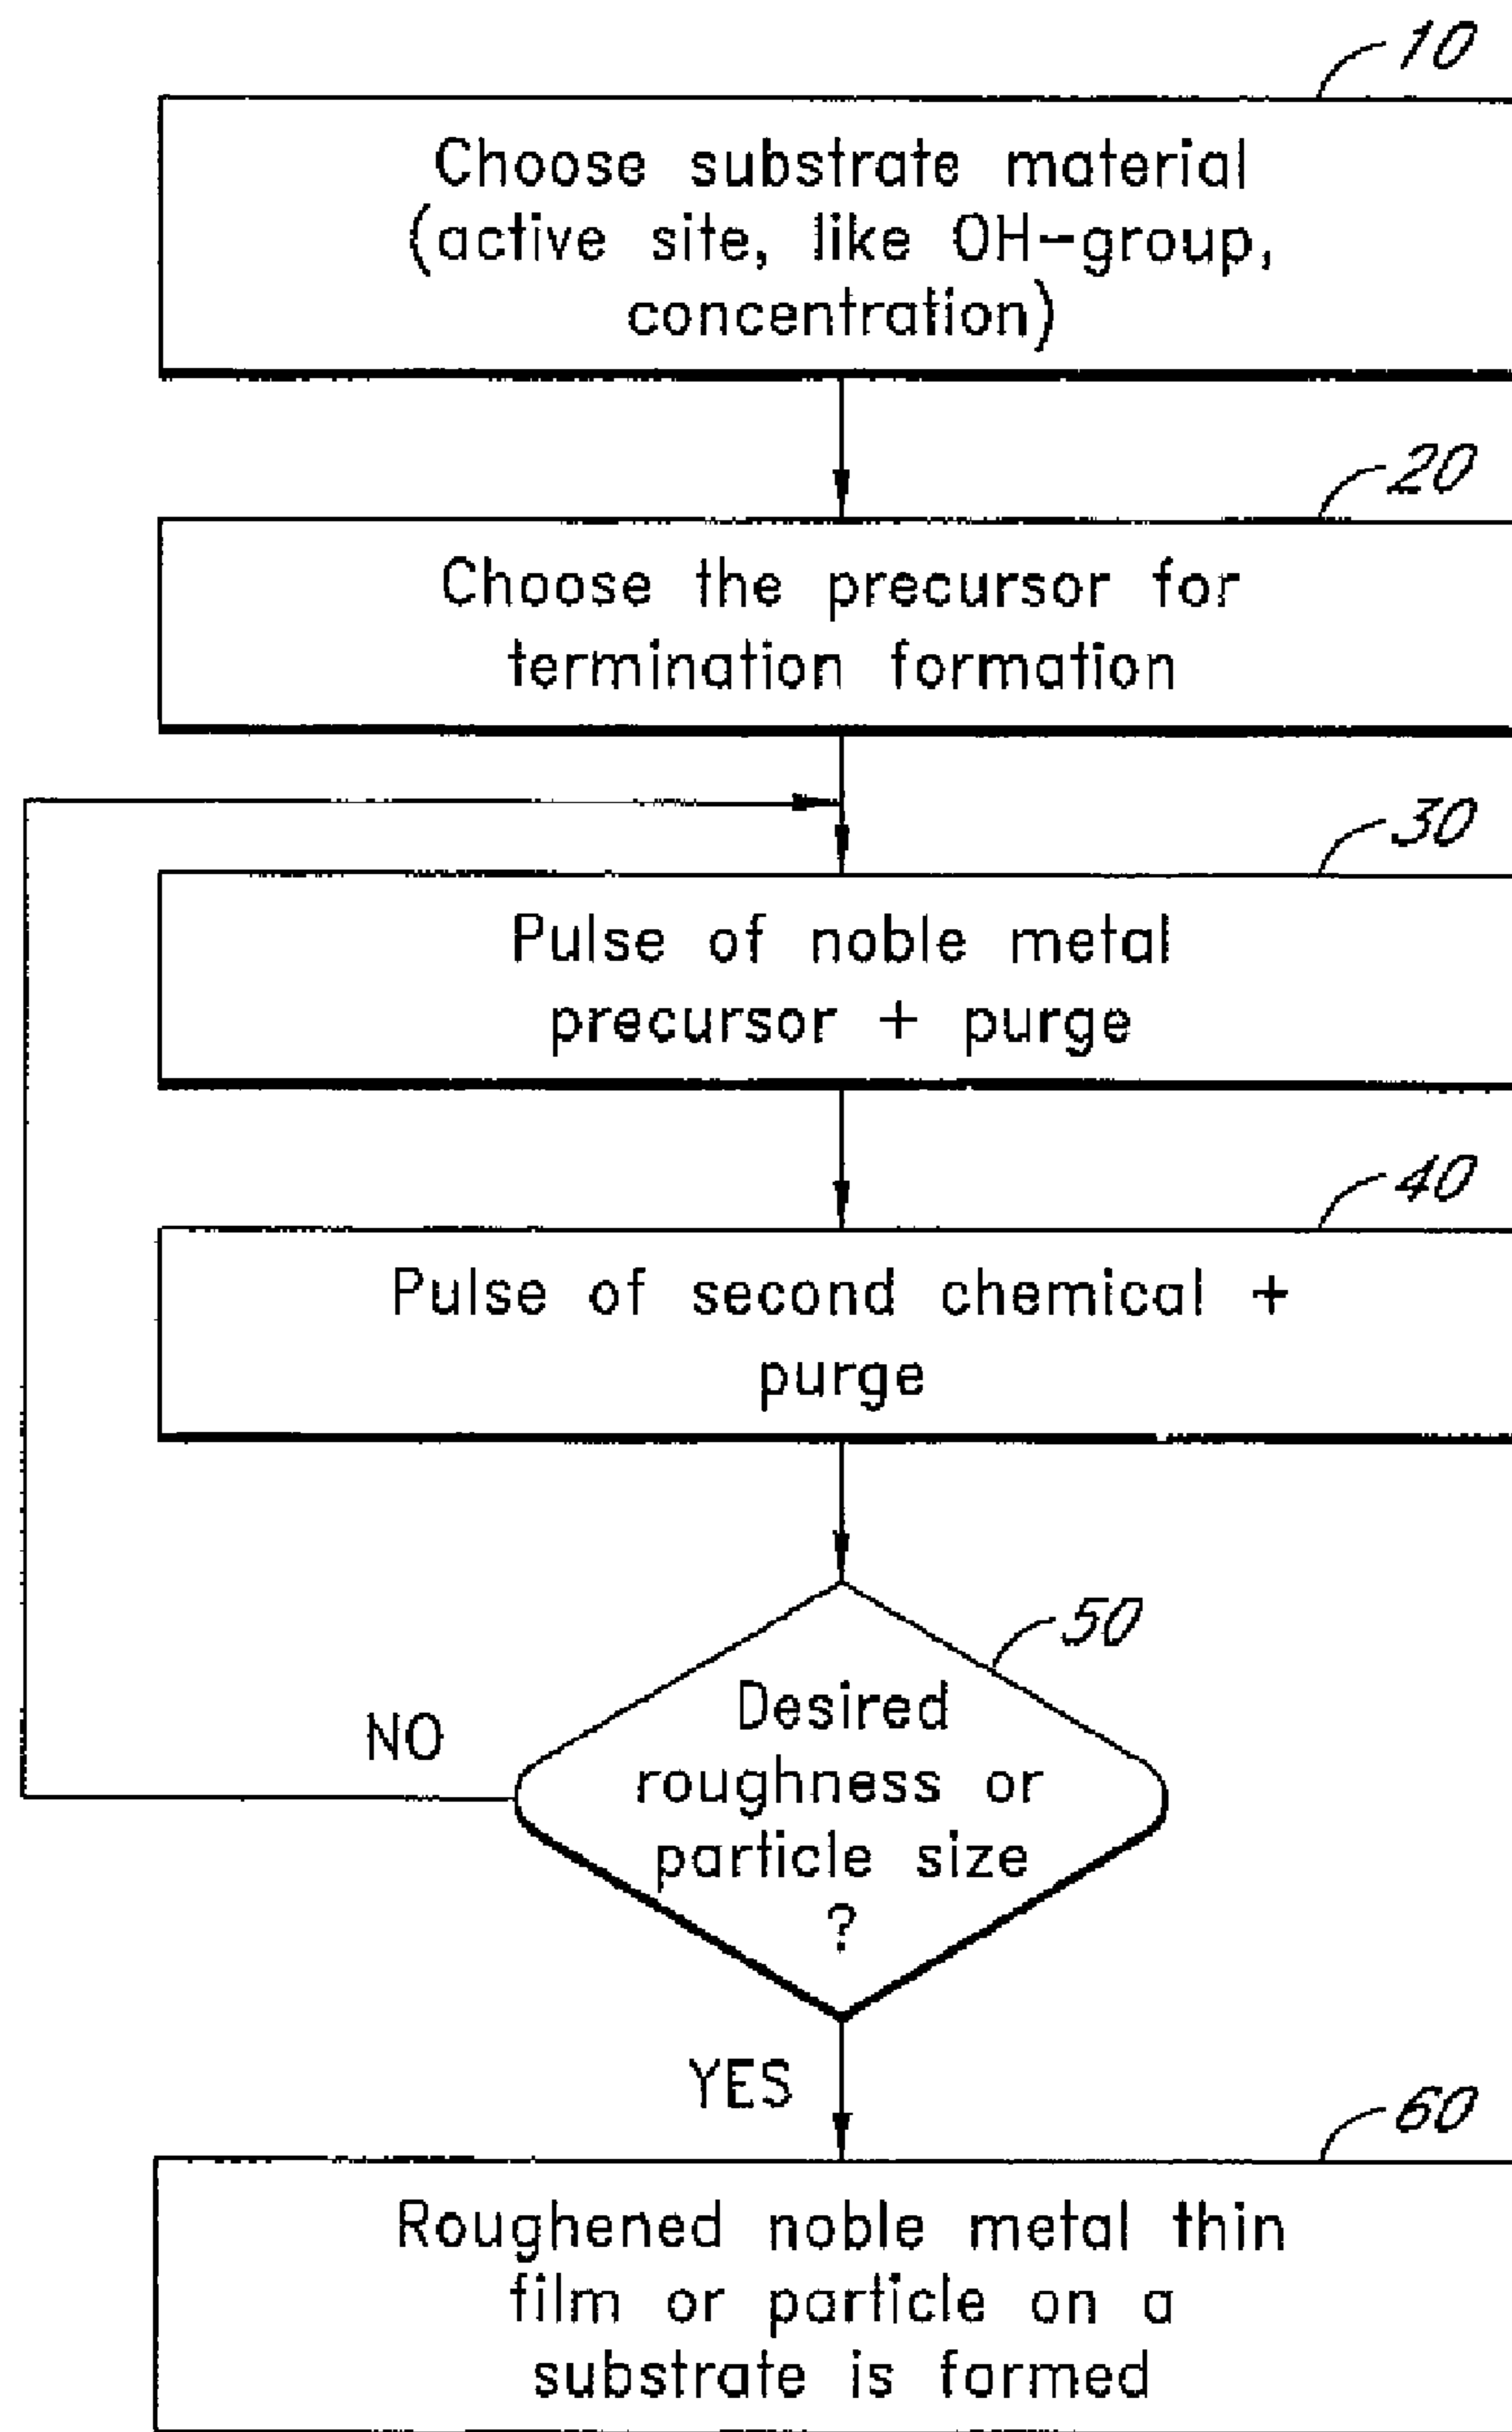 10
Choose substrate material
(active site, like OH-group,
concentration)
20
Choose the precursor for
termination formation
30
Pulse of noble metal
precursor + purge
40
Pulse of second chemical +
purge
50
Desired
roughness or
particle size
?
NO
YES
60
Roughened noble metal thin
film or particle on a
substrate is formed